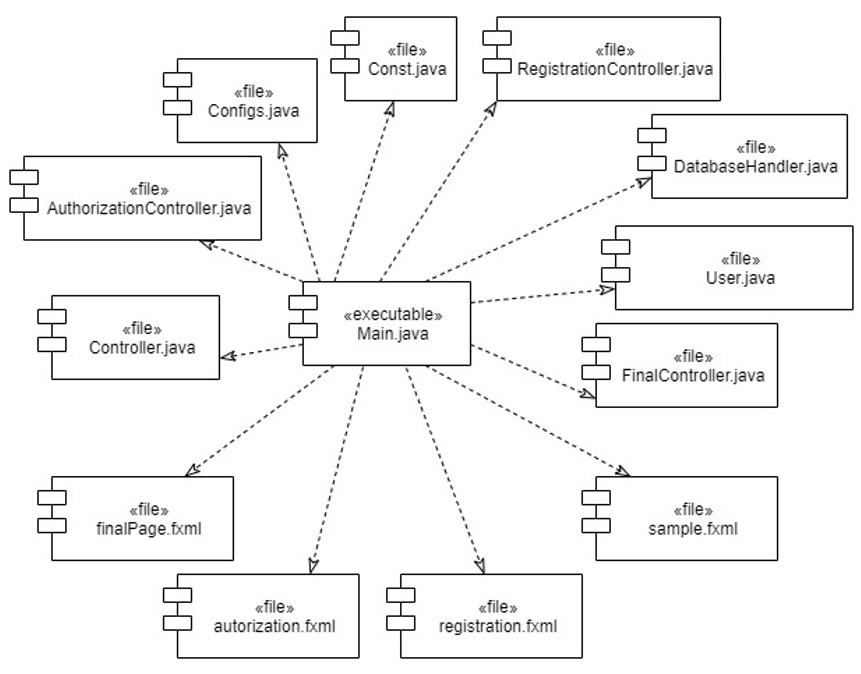 «file»
Const.java
«file»
RegistrationController.java
«file»
Configs.java
«file»
DatabaseHandler.java
«file»
AuthorizationController.java
«file»
User.java
«executable»
Main.java
«file»
Controller.java
«file»
FinalController.java
«file»
finalPage.fxml
«file»
sample.fxml
«file»
autorization.fxml
«file»
registration.fxml